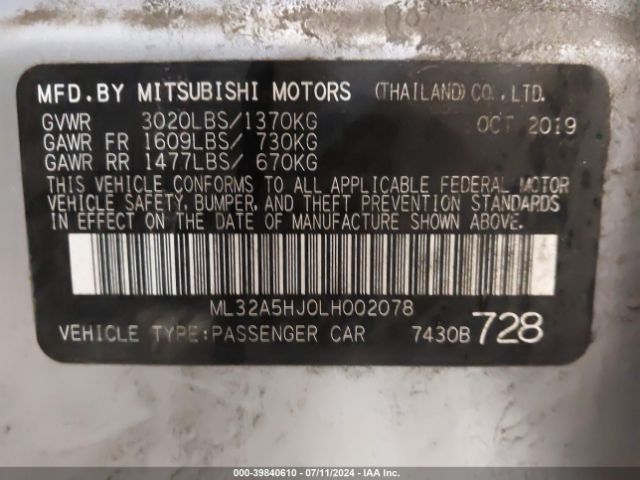 MFD.BY MITSUBISHI MOTORS (THAILAND) CO.,LTD.
GVWR 3020LBS/1370KG OCT 2019
GAWR FR 1609LBS/ 730KG
GAWR RR 1477LBS/ 670KG
THIS VEHICLE CONFORMS TO ALL APPLICABLE FEDERAL MOTOR
VEHICLE SAFETY, BUMPER, AND THEFT PREVENTION STANDARDS
IN EFFECT ON THE DATE OF MANUFACTURE SHOWN ABOVE.
ML32A5HJ0LH002078
VEHICLE TYPE:PASSENGER CAR 7430B 728
000-39840610 - 07/11/2024 - IAA Inc.